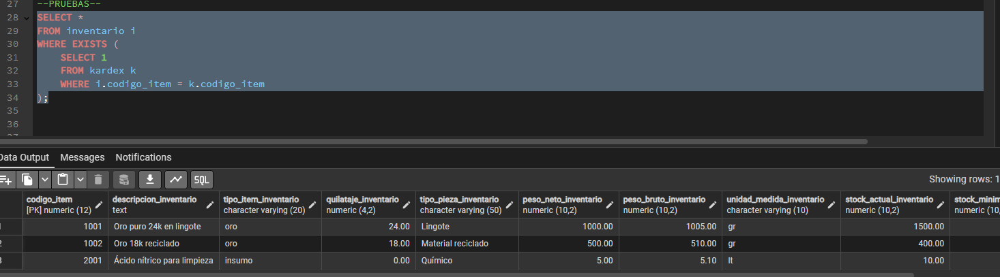 27 --PRUEBAS--
28 SELECT *
29 FROM inventario i
30 WHERE EXISTS (
31 SELECT 1
32 FROM kardex k
33 WHERE i.codigo_item = k.codigo_item
34 );
35
36
Data Output Messages Notifications
SQL Showing rows: 1
codigo_item descripcion_inventario tipo_item_inventario quilataje_inventario tipo_pieza_inventario peso_neto_inventario peso_bruto_inventario unidad_medida_inventario stock_actual_inventario stock_minim
[PK] numeric (12) text character varying (20) numeric (4,2) character varying (50) numeric (10,2) numeric (10,2) character varying (10) numeric (10,2) numeric (10,
1 1001 Oro puro 24k en lingote oro 24.00 Lingote 1000.00 1005.00 gr 1500.00
2 1002 Oro 18k reciclado oro 18.00 Material reciclado 500.00 510.00 gr 400.00
3 2001 Ácido nítrico para limpieza insumo 0.00 Químico 5.00 5.10 lt 10.00